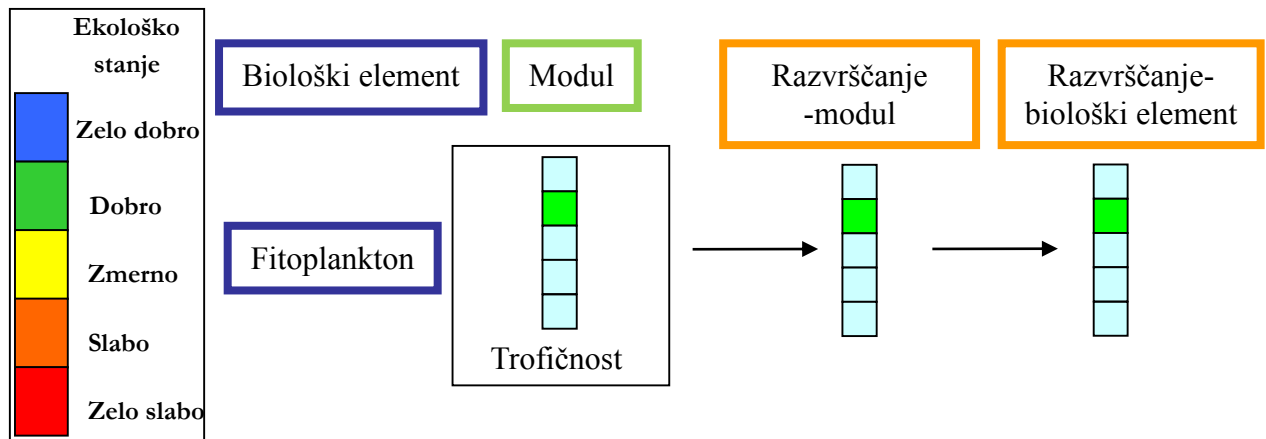 Ekološko
stanje
Zelo dobro
Dobro
Zmerno
Slabo
Zelo slabo
Biološki element
Modul
Razvrščanje
-modul
Razvrščanje-
biološki element
Fitoplankton
Trofičnost